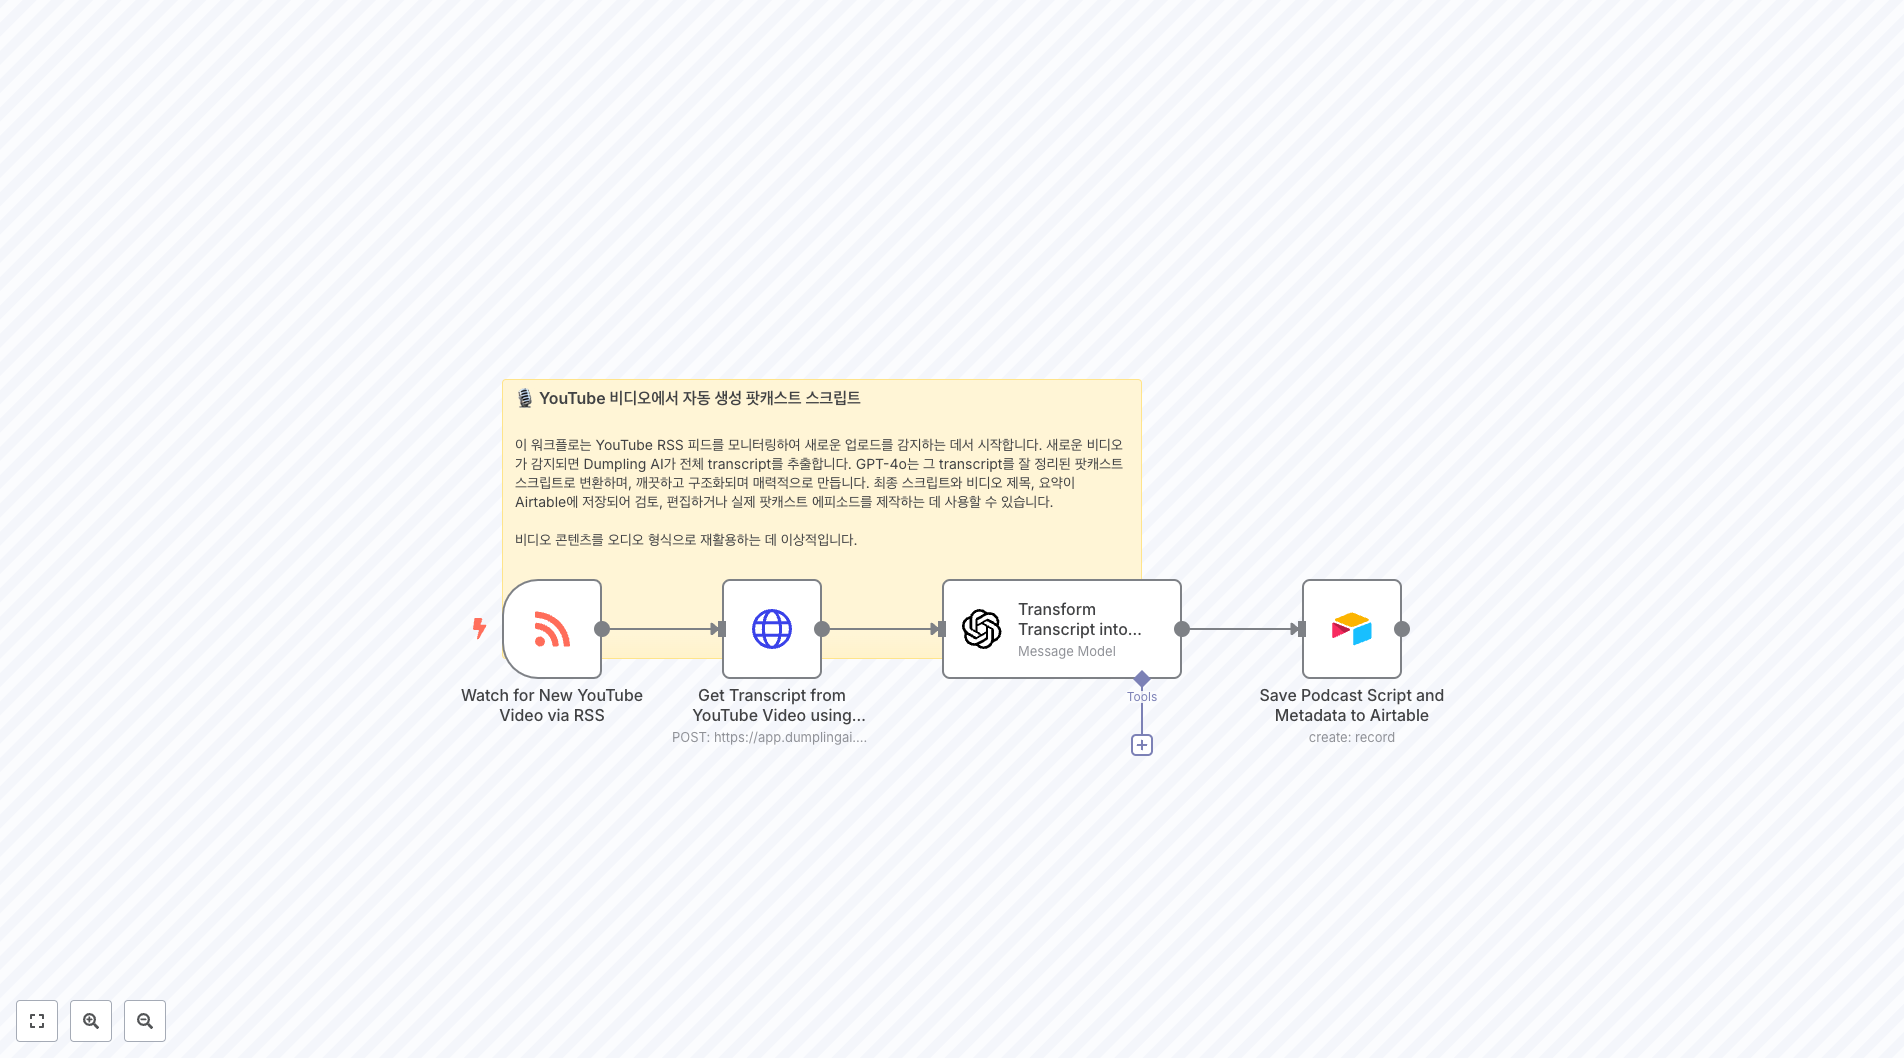 🎙️ YouTube 비디오에서 자동 생성 팟캐스트 스크립트
이 워크플로는 YouTube RSS 피드를 모니터링하여 새로운 업로드를 감지하는 데서 시작합니다. 새로운 비디오
가 감지되면 Dumpling AI가 전체 transcript를 추출합니다. GPT-4o는 그 transcript를 잘 정리된 팟캐스트
스크립트로 변환하며, 깨끗하고 구조화되며 매력적으로 만듭니다. 최종 스크립트와 비디오 제목, 요약이
Airtable에 저장되어 검토, 편집하거나 실제 팟캐스트 에피소드를 제작하는 데 사용할 수 있습니다.
비디오 콘텐츠를 오디오 형식으로 재활용하는 데 이상적입니다.
Watch for New YouTube
Video via RSS
Get Transcript from
YouTube Video using...
POST: https://app.dumplingai....
Transform
Transcript into...
Message Model
Tools
Save Podcast Script and
Metadata to Airtable
create: record